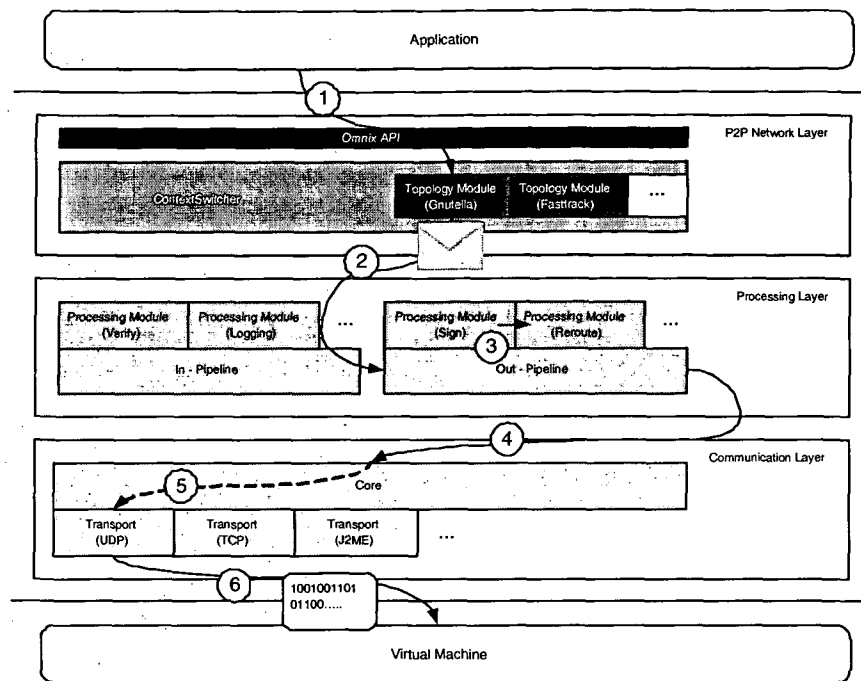 Application
1
Omnix API
P2P Network Layer
ContextSwitcher
Topology Module
(Gnutella)
Topology Module
(Fasttrack)
...
2
Processing Layer
Processing Module
(Verify)
Processing Module
(Logging)
...
Processing Module
(Sign)
Processing Module
(Reroute)
...
3
In - Pipeline
Out - Pipeline
4
Communication Layer
5
Core
Transport
(UDP)
Transport
(TCP)
Transport
(J2ME)
...
6
1001001101
01100.....
Virtual Machine